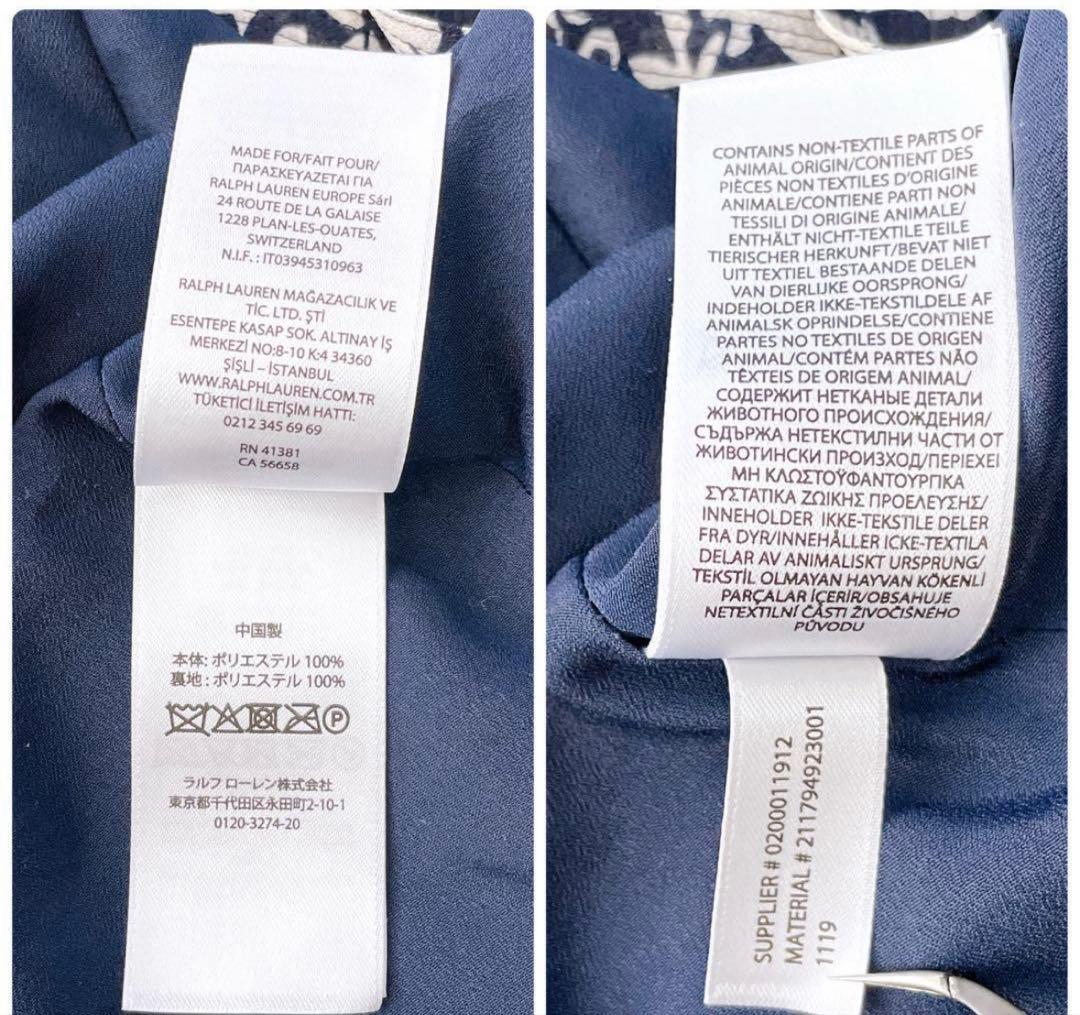 MADE FOR/FAIT POUR/
ΠΑΡΑΣΚΕΥΑΖΕΤΑΙ ΓΙΑ
RALPH LAUREN EUROPE Sárl
24 ROUTE DE LA GALAISE
1228 PLAN-LES-OUATES,
SWITZERLAND
N.I.F. : IT03945310963
RALPH LAUREN MAĞAZACILIK VE
TİC. LTD. ŞTİ
ESENTEPE KASAP SOK. ALTINAY İŞ
MERKEZİ NO:8-10 K:4 34360
ŞİŞLİ – İSTANBUL
WWW.RALPHLAUREN.COM.TR
TÜKETİCİ İLETİŞİM HATTI:
0212 345 69 69
RN 41381
CA 56658
中国製
本体: ポリエステル 100%
裏地 : ポリエステル 100%
P
ラルフ ローレン株式会社
東京都千代田区永田町2-10-1
0120-3274-20
CONTAINS NON-TEXTILE PARTS OF
ANIMAL ORIGIN/CONTIENT DES
PIÈCES NON TEXTILES D'ORIGINE
ANIMALE/CONTIENE PARTI NON
TESSILI DI ORIGINE ANIMALE/
ENTHÄLT NICHT-TEXTILE TEILE
TIERISCHER HERKUNFT/BEVAT NIET
UIT TEXTIEL BESTAANDE DELEN
VAN DIERLIJKE OORSPRONG/
INDEHOLDER IKKE-TEKSTILDELE AF
ANIMALSK OPRINDELSE/CONTIENE
PARTES NO TEXTILES DE ORIGEN
ANIMAL/CONTÉM PARTES NÃO
TÊXTEIS DE ORIGEM ANIMAL/
СОДЕРЖИТ НЕТКАНЫЕ ДЕТАЛИ
ЖИВОТНОГО ПРОИСХОЖДЕНИЯ/
СЪДЪРЖА НЕТЕКСТИЛНИ ЧАСТИ ОТ
ЖИВОТИНСКИ ПРОИЗХОД/ΠΕΡΙΕΧΕΙ
ΜΗ ΚΛΩΣΤΟΫΦΑΝΤΟΥΡΓΙΚΑ
ΣΥΣΤΑΤΙΚΑ ΖΩΙΚΗΣ ΠΡΟΕΛΕΥΣΗΣ/
INNEHOLDER IKKE-TEKSTILE DELER
FRA DYR/INNEHÅLLER ICKE-TEXTILA
DELAR AV ANIMALISKT URSPRUNG/
TEKSTİL OLMAYAN HAYVAN KÖKENLİ
PARÇALAR İÇERİR/OBSAHUJE
NETEXTILNÍ ČÁSTI ŽIVOČIŠNÉHO
PŮVODU
SUPPLIER # 0200011912
MATERIAL # 211794923001
1119